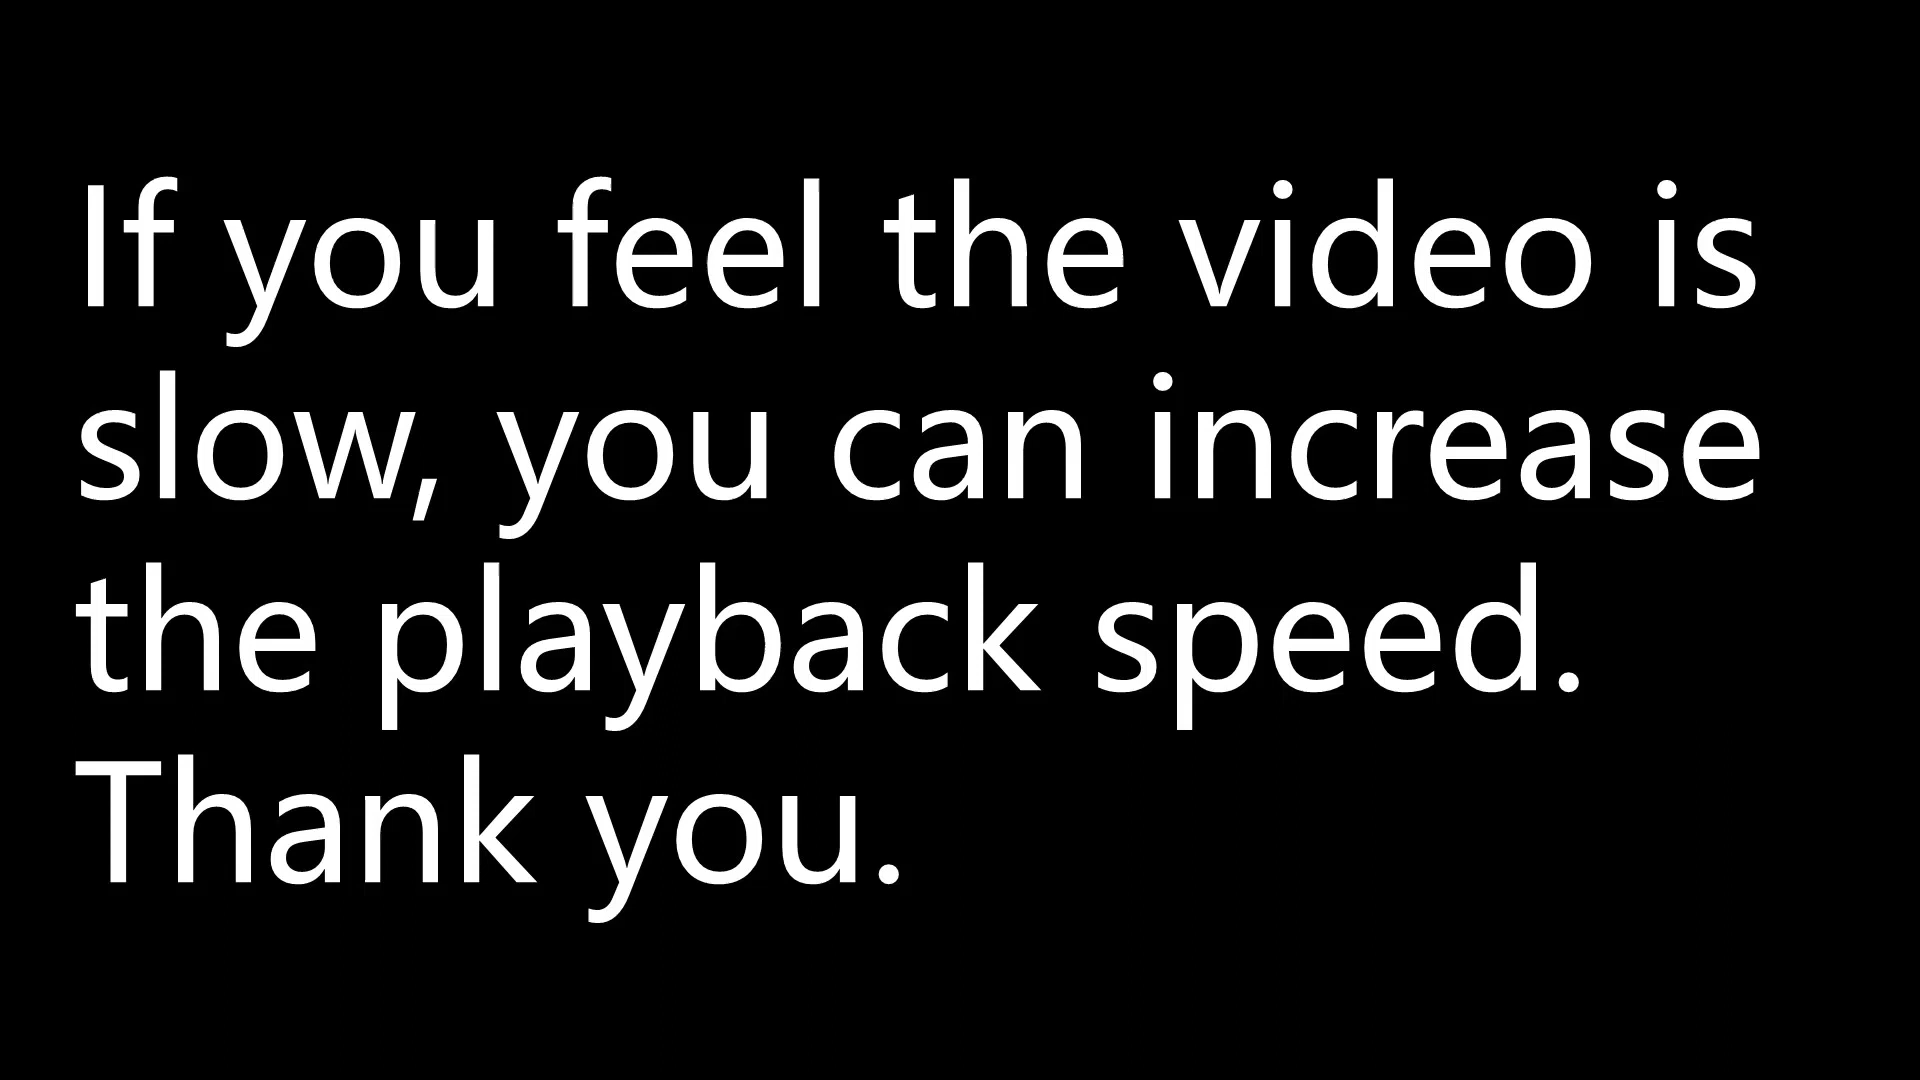 If you feel the video is
slow, you can increase
the playback speed.
Thank you.